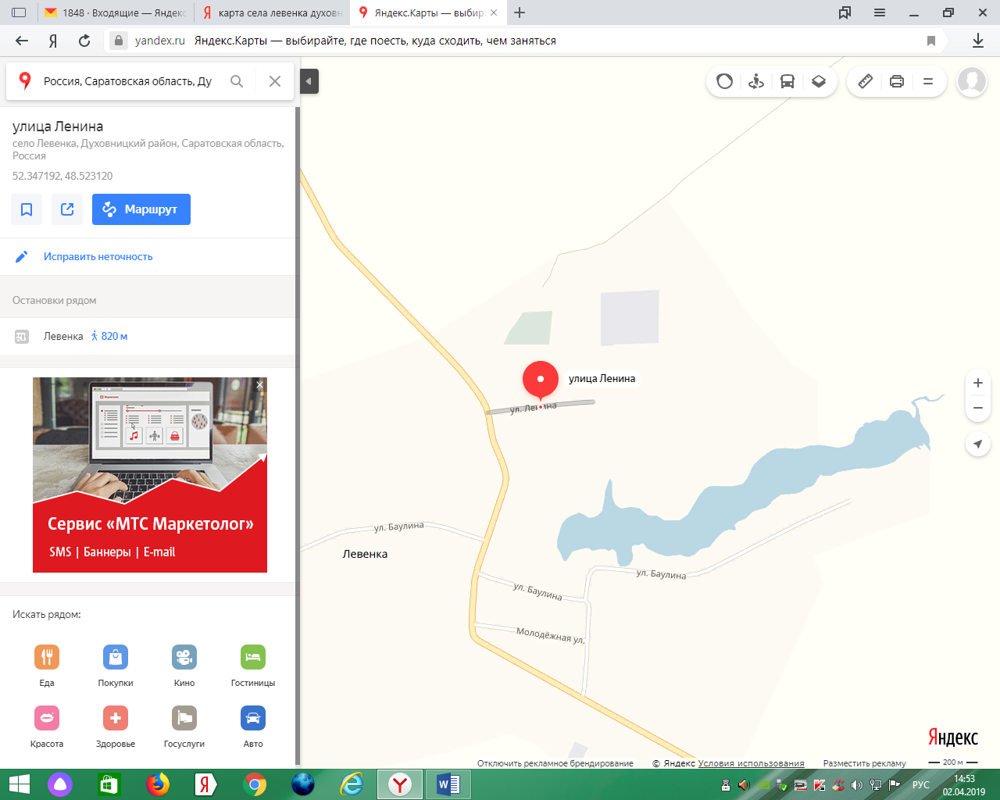 1848 · Входящие — Яндекс
карта села левенка духовн
Яндекс.Карты — выбир
yandex.ru Яндекс.Карты — выбирайте, где поесть, куда сходить, чем заняться
Россия, Саратовская область, Ду
улица Ленина
село Левенка, Духовницкий район, Саратовская область,
Россия
52.347192, 48.523120
Маршрут
Исправить неточность
Остановки рядом
Левенка 820 м
Маркетолог
Сервис «МТС Маркетолог»
SMS | Баннеры | E-mail
Искать рядом:
Еда Покупки Кино Гостиницы
Красота Здоровье Госуслуги Авто
улица Ленина
ул. Ленина
ул. Баулина
Левенка
ул. Баулина
ул. Баулина
Молодёжная ул.
Яндекс
Отключить рекламное брендирование © Яндекс Условия использования Разместить рекламу 200 м
РУС
14:53
02.04.2019